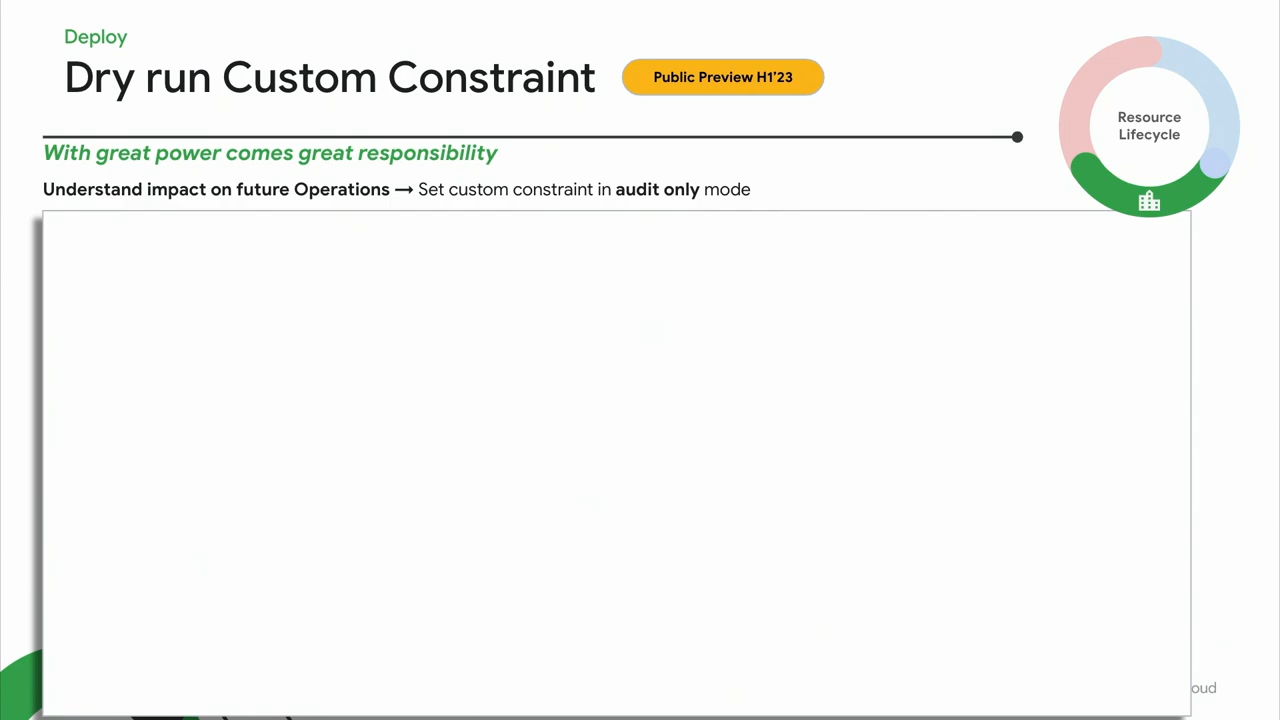 Deploy
Dry run Custom Constraint
Public Preview H1'23
Resource
Lifecycle
With great power comes great responsibility
Understand impact on future Operations → Set custom constraint in audit only mode
oud